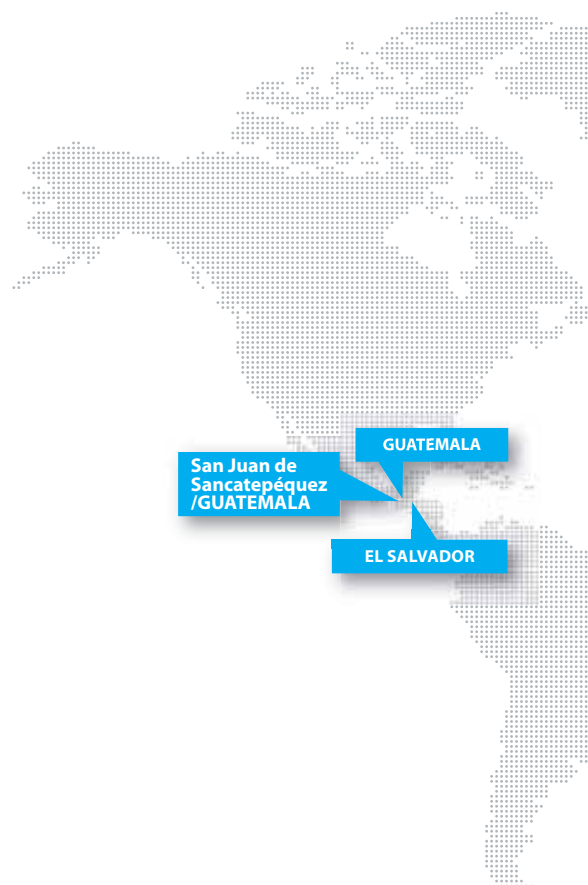 GUATEMALA
San Juan de
Sancatepéquez
/GUATEMALA
EL SALVADOR